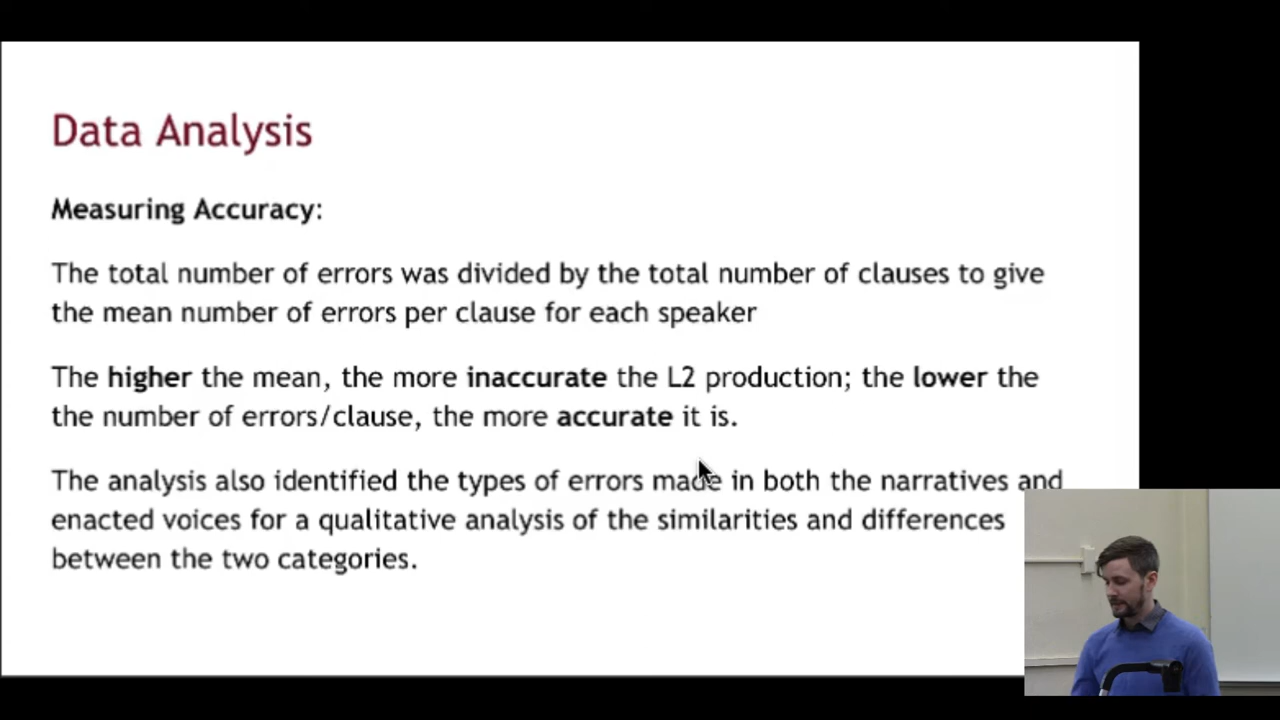 Data Analysis
Measuring Accuracy:
The total number of errors was divided by the total number of clauses to give
the mean number of errors per clause for each speaker
The higher the mean, the more inaccurate the L2 production; the lower the
the number of errors/clause, the more accurate it is.
The analysis also identified the types of errors made in both the narratives and
enacted voices for a qualitative analysis of the similarities and differences
between the two categories.